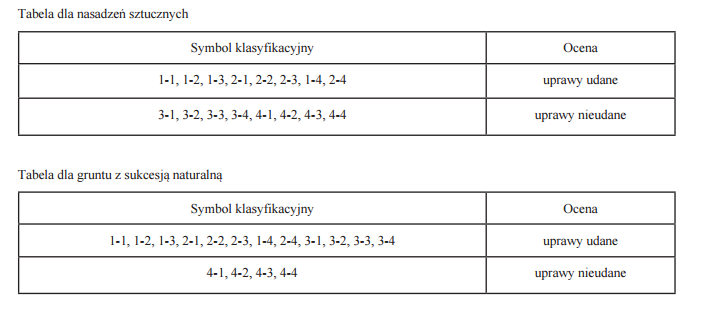 Tabela dla nasadzeń sztucznych
Symbol klasyfikacyjny Ocena
1-1, 1-2, 1-3, 2-1, 2-2, 2-3, 1-4, 2-4 uprawy udane
3-1, 3-2, 3-3, 3-4, 4-1, 4-2, 4-3, 4-4 uprawy nieudane
Tabela dla gruntu z sukcesją naturalną
Symbol klasyfikacyjny Ocena
1-1, 1-2, 1-3, 2-1, 2-2, 2-3, 1-4, 2-4, 3-1, 3-2, 3-3, 3-4 uprawy udane
4-1, 4-2, 4-3, 4-4 uprawy nieudane